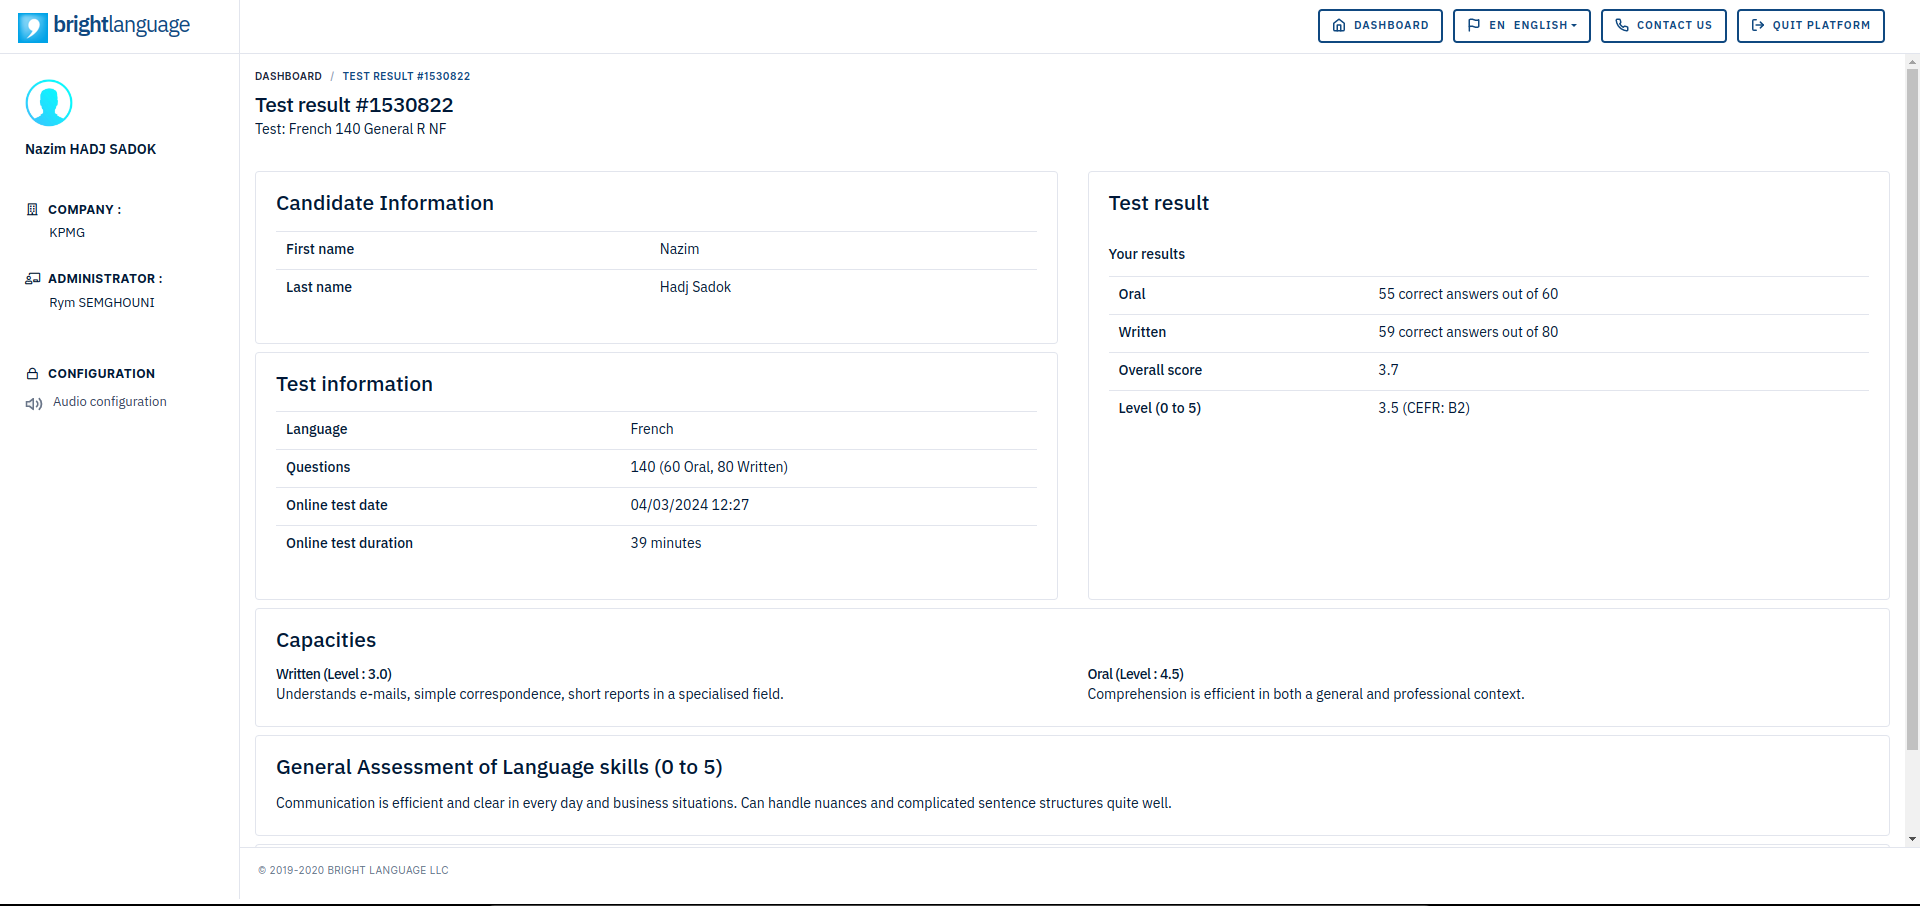 brightlanguage
DASHBOARD
EN ENGLISH
CONTACT US
QUIT PLATFORM
Nazim HADJ SADOK
COMPANY :
KPMG
ADMINISTRATOR :
Rym SEMGHOUNI
CONFIGURATION
Audio configuration
DASHBOARD / TEST RESULT #1530822
Test result #1530822
Test: French 140 General R NF
Candidate Information
First name Nazim
Last name Hadj Sadok
Test information
Language French
Questions 140 (60 Oral, 80 Written)
Online test date 04/03/2024 12:27
Online test duration 39 minutes
Test result
Your results
Oral 55 correct answers out of 60
Written 59 correct answers out of 80
Overall score 3.7
Level (0 to 5) 3.5 (CEFR: B2)
Capacities
Written (Level : 3.0)
Understands e-mails, simple correspondence, short reports in a specialised field.
Oral (Level : 4.5)
Comprehension is efficient in both a general and professional context.
General Assessment of Language skills (0 to 5)
Communication is efficient and clear in every day and business situations. Can handle nuances and complicated sentence structures quite well.
© 2019-2020 BRIGHT LANGUAGE LLC